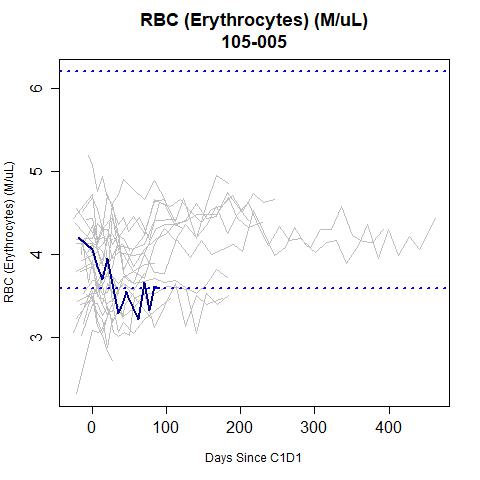 RBC (Erythrocytes) (M/uL)
105-005
RBC (Erythrocytes) (M/uL)
6
5
4
3
0 100 200 300 400
Days Since C1D1